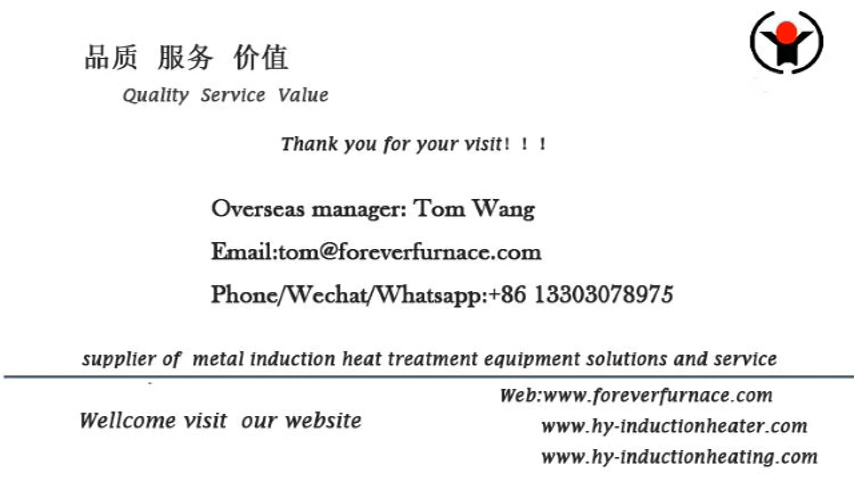 品质 服务 价值
Quality Service Value
Thank you for your visit！！！
Overseas manager: Tom Wang
Email:tom@foreverfurnace.com
Phone/Wechat/Whatsapp:+86 13303078975
supplier of metal induction heat treatment equipment solutions and service
Wellcome visit our website
Web:www.foreverfurnace.com
www.hy-inductionheater.com
www.hy-inductionheating.com